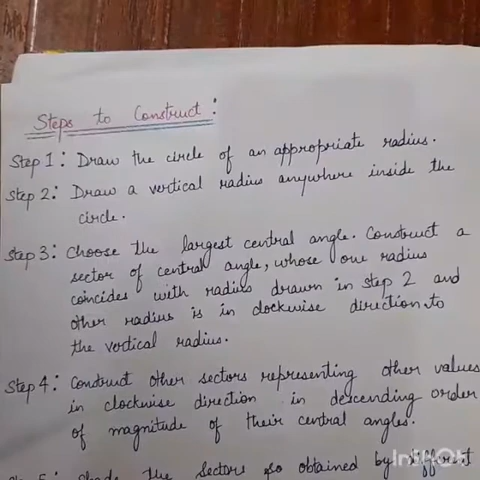 Steps to Construct:
Step 1: Draw the circle of an appropriate radius.
Step 2: Draw a vertical radius anywhere inside the
circle.
Step 3: Choose the largest central angle. Construct a
sector of central angle, whose one radius
coincides with radius drawn in step 2 and
other radius is in clockwise direction to
the vertical radius.
Step 4: Construct other sectors representing other values
in clockwise direction in descending order
of magnitude of their central angles.
Step 5: Shade the sectors so obtained by different
InShOt